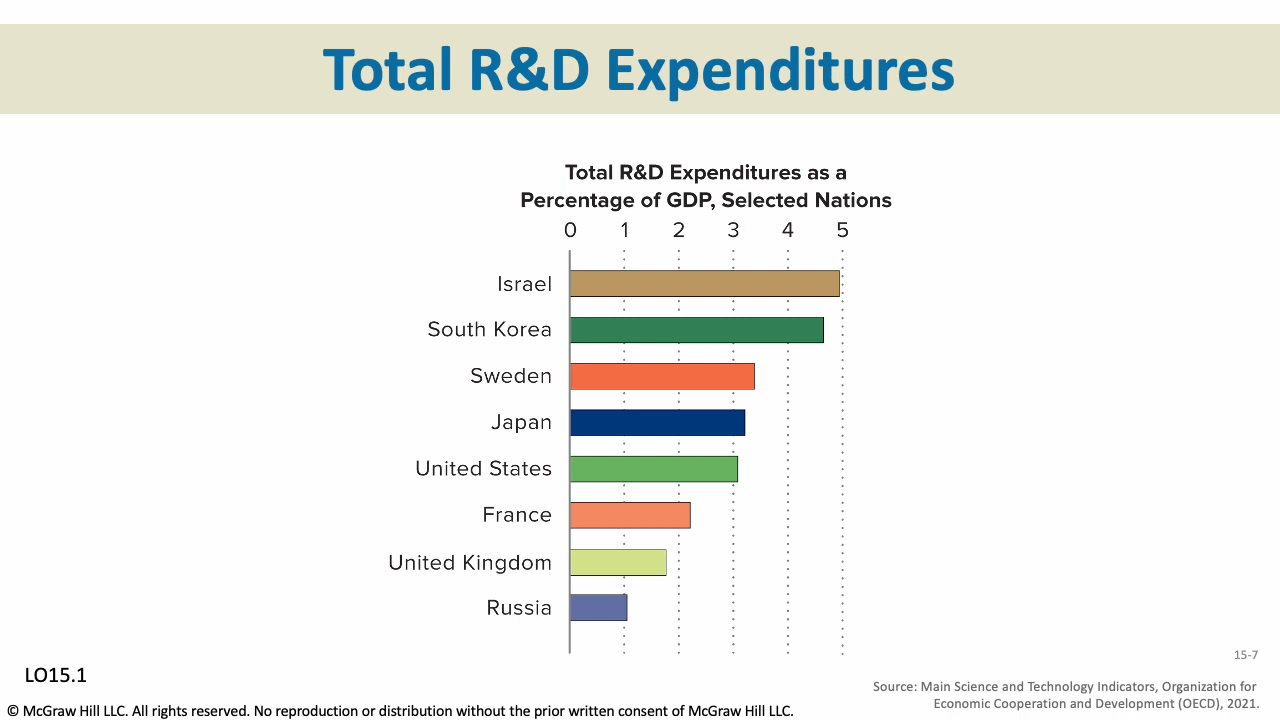 Total R&D Expenditures
Total R&D Expenditures as a
Percentage of GDP, Selected Nations
0 1 2 3 4 5
Israel
South Korea
Sweden
Japan
United States
France
United Kingdom
Russia
15-7
LO15.1
Source: Main Science and Technology Indicators, Organization for
Economic Cooperation and Development (OECD), 2021.
© McGraw Hill LLC. All rights reserved. No reproduction or distribution without the prior written consent of McGraw Hill LLC.